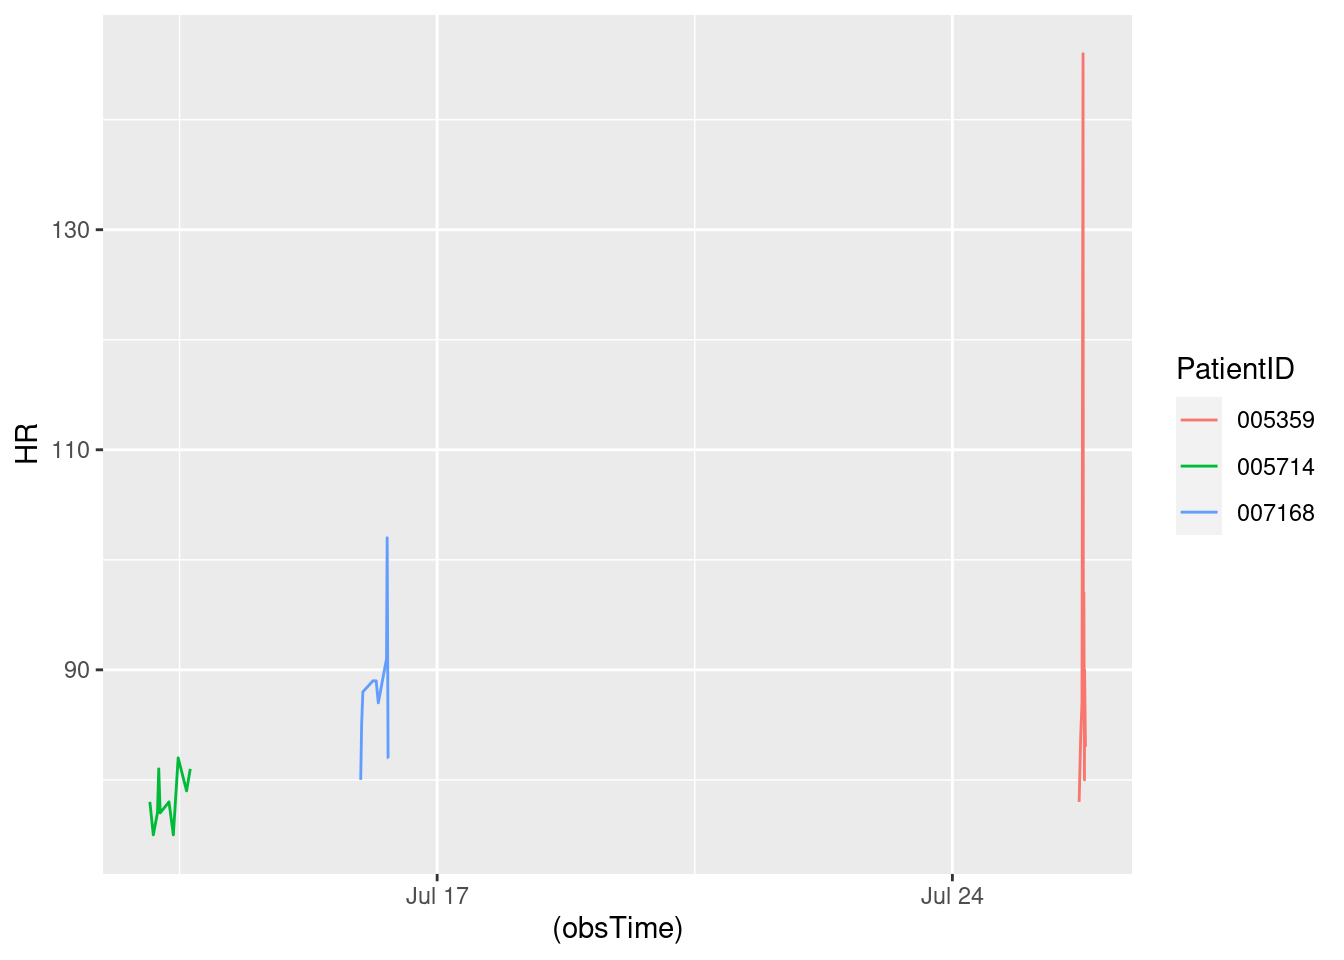 130
110
90
HR
Jul 17
Jul 24
(obsTime)
PatientID
005359
005714
007168